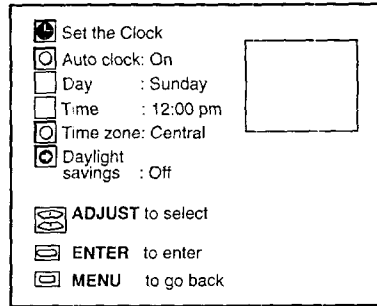 Set the Clock
Auto clock: On
Day : Sunday
Time : 12:00 pm
Time zone: Central
Daylight
savings : Off
ADJUST to select
ENTER to enter
MENU to go back